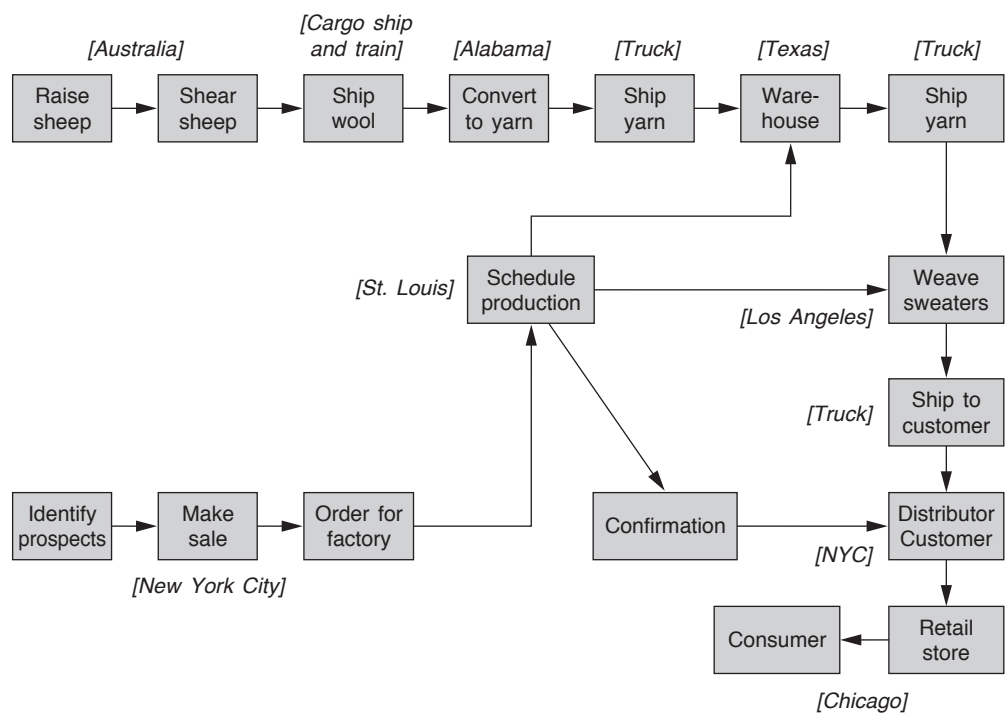 [Cargo ship
and train]
[Australia]
[Alabama]
[Truck]
[Texas]
[Truck]
Raise
sheep
Shear
sheep
Ship
wool
Convert
to yarn
Ship
yarn
Ware-
house
Ship
yarn
[St. Louis]
Schedule
production
Weave
sweaters
[Los Angeles]
[Truck]
Ship to
customer
Identify
prospects
Make
sale
Order for
factory
Confirmation
Distributor
Customer
[New York City]
[NYC]
Consumer
Retail
store
[Chicago]